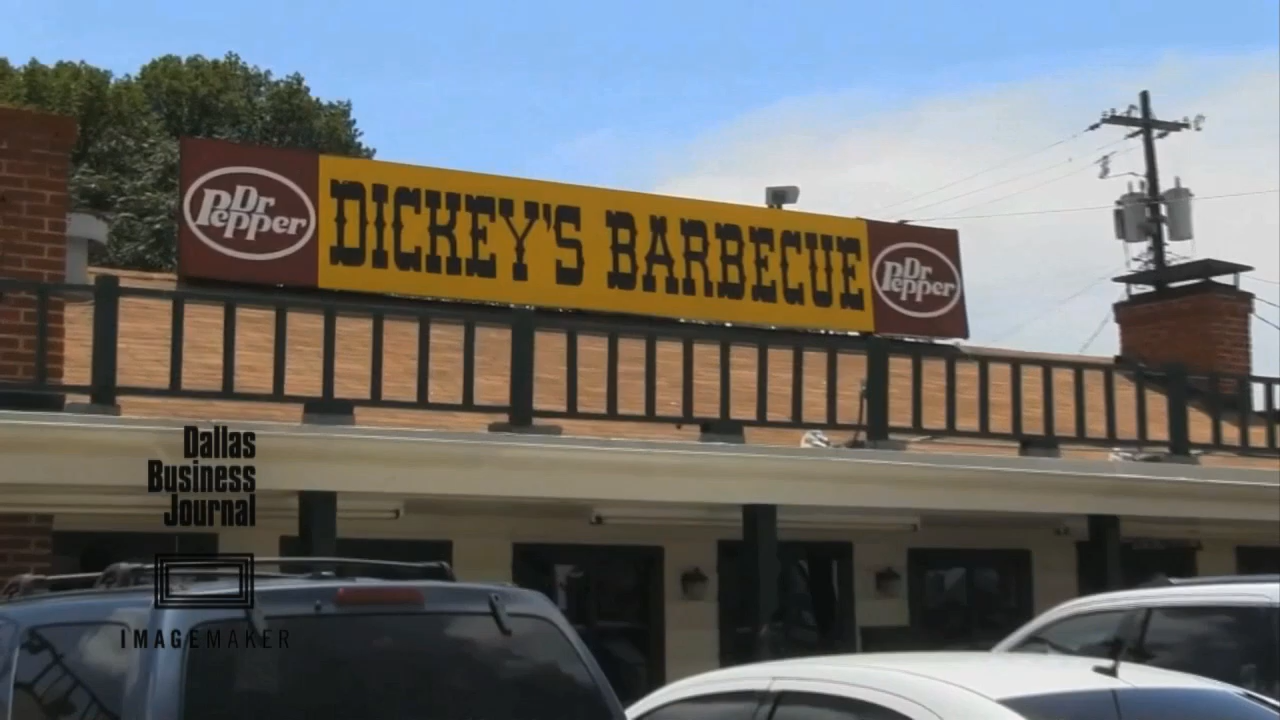 Dr
Pepper
DICKEY'S BARBECUE
Dr
Pepper
Dallas
Business
Journal
IMAGEMAKER